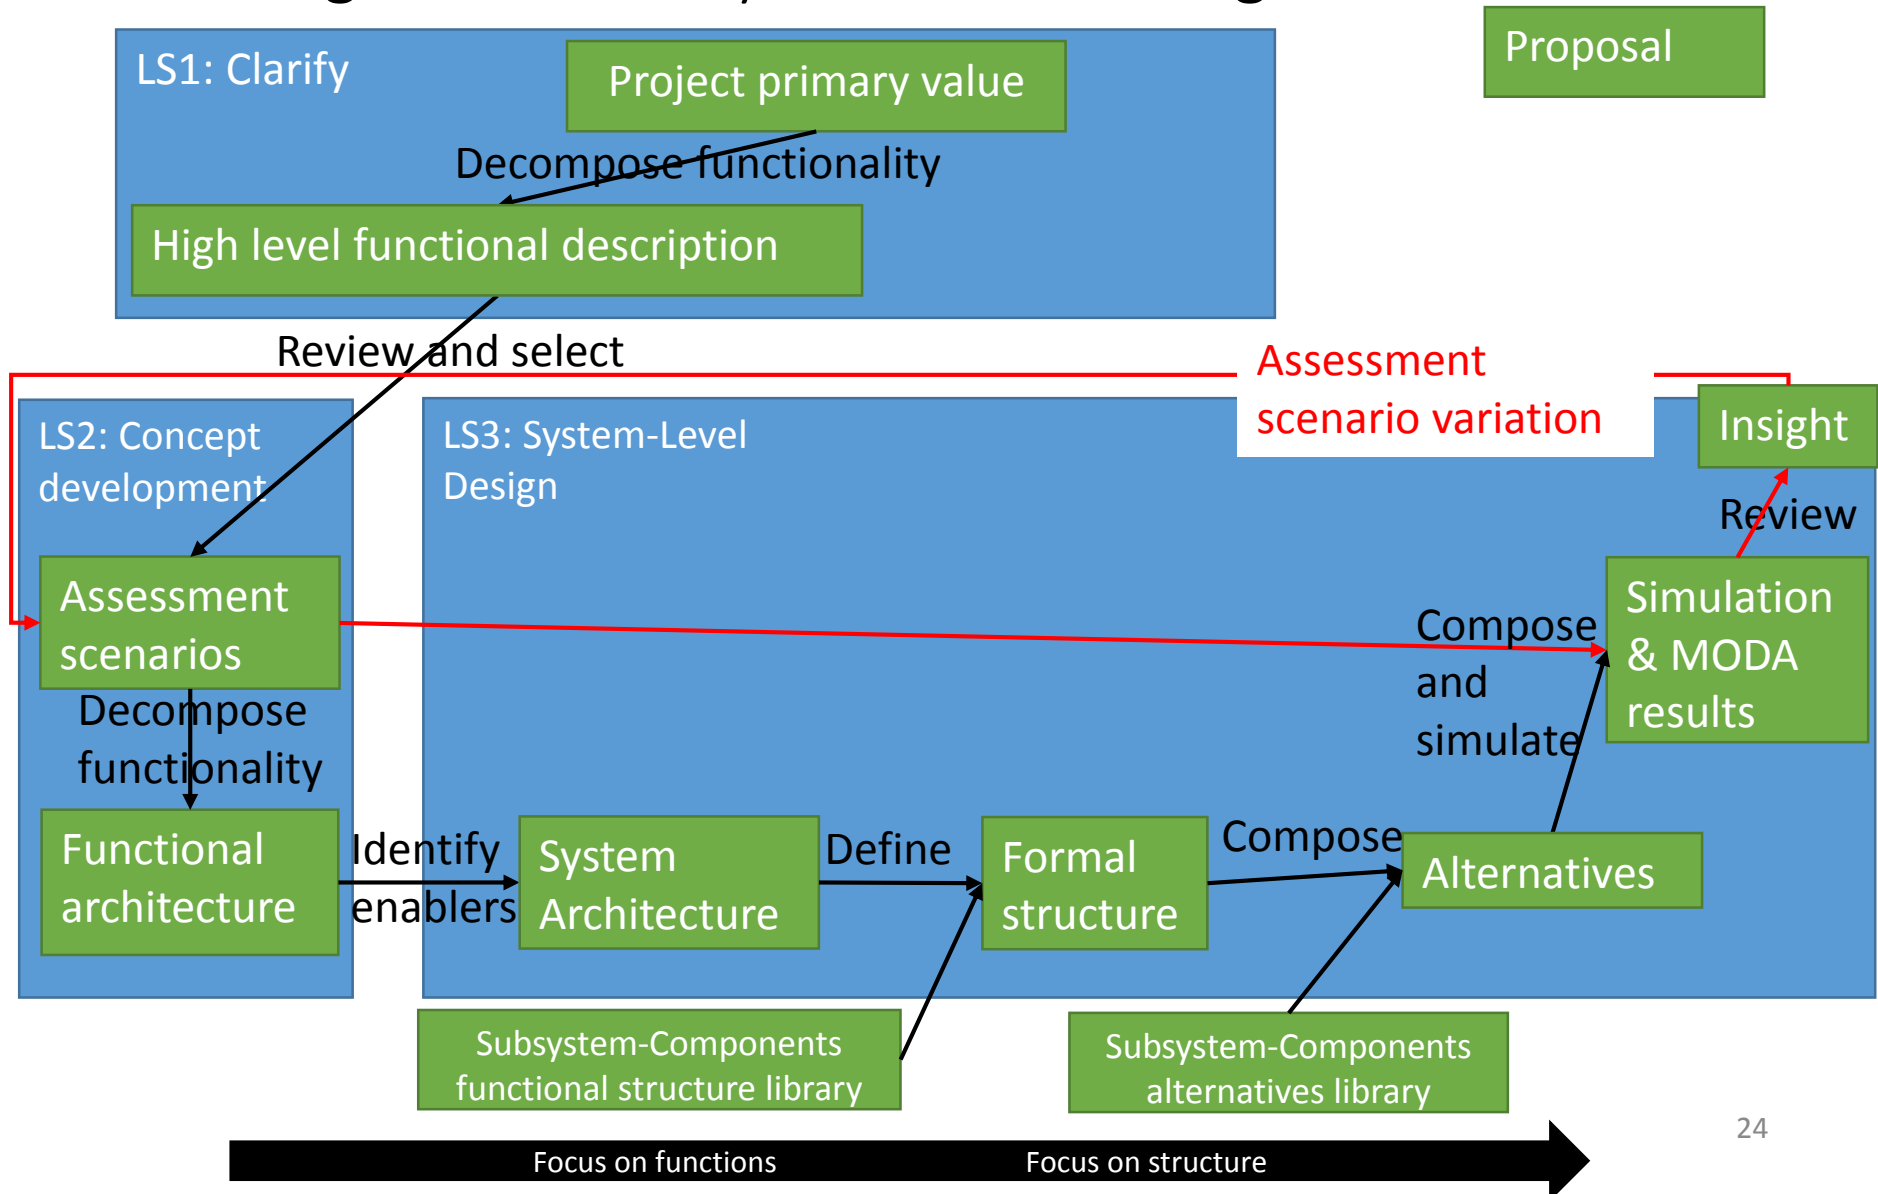 Proposal
LS1: Clarify
Project primary value
Decompose functionality
High level functional description
Review and select
Assessment
scenario variation
LS2: Concept
development
LS3: System-Level
Design
Insight
Review
Assessment
scenarios
Simulation
& MODA
results
Compose
and
simulate
Decompose
functionality
Functional
architecture
Identify
enablers
System
Architecture
Define
Formal
structure
Compose
Alternatives
Subsystem-Components
functional structure library
Subsystem-Components
alternatives library
24
Focus on functions
Focus on structure